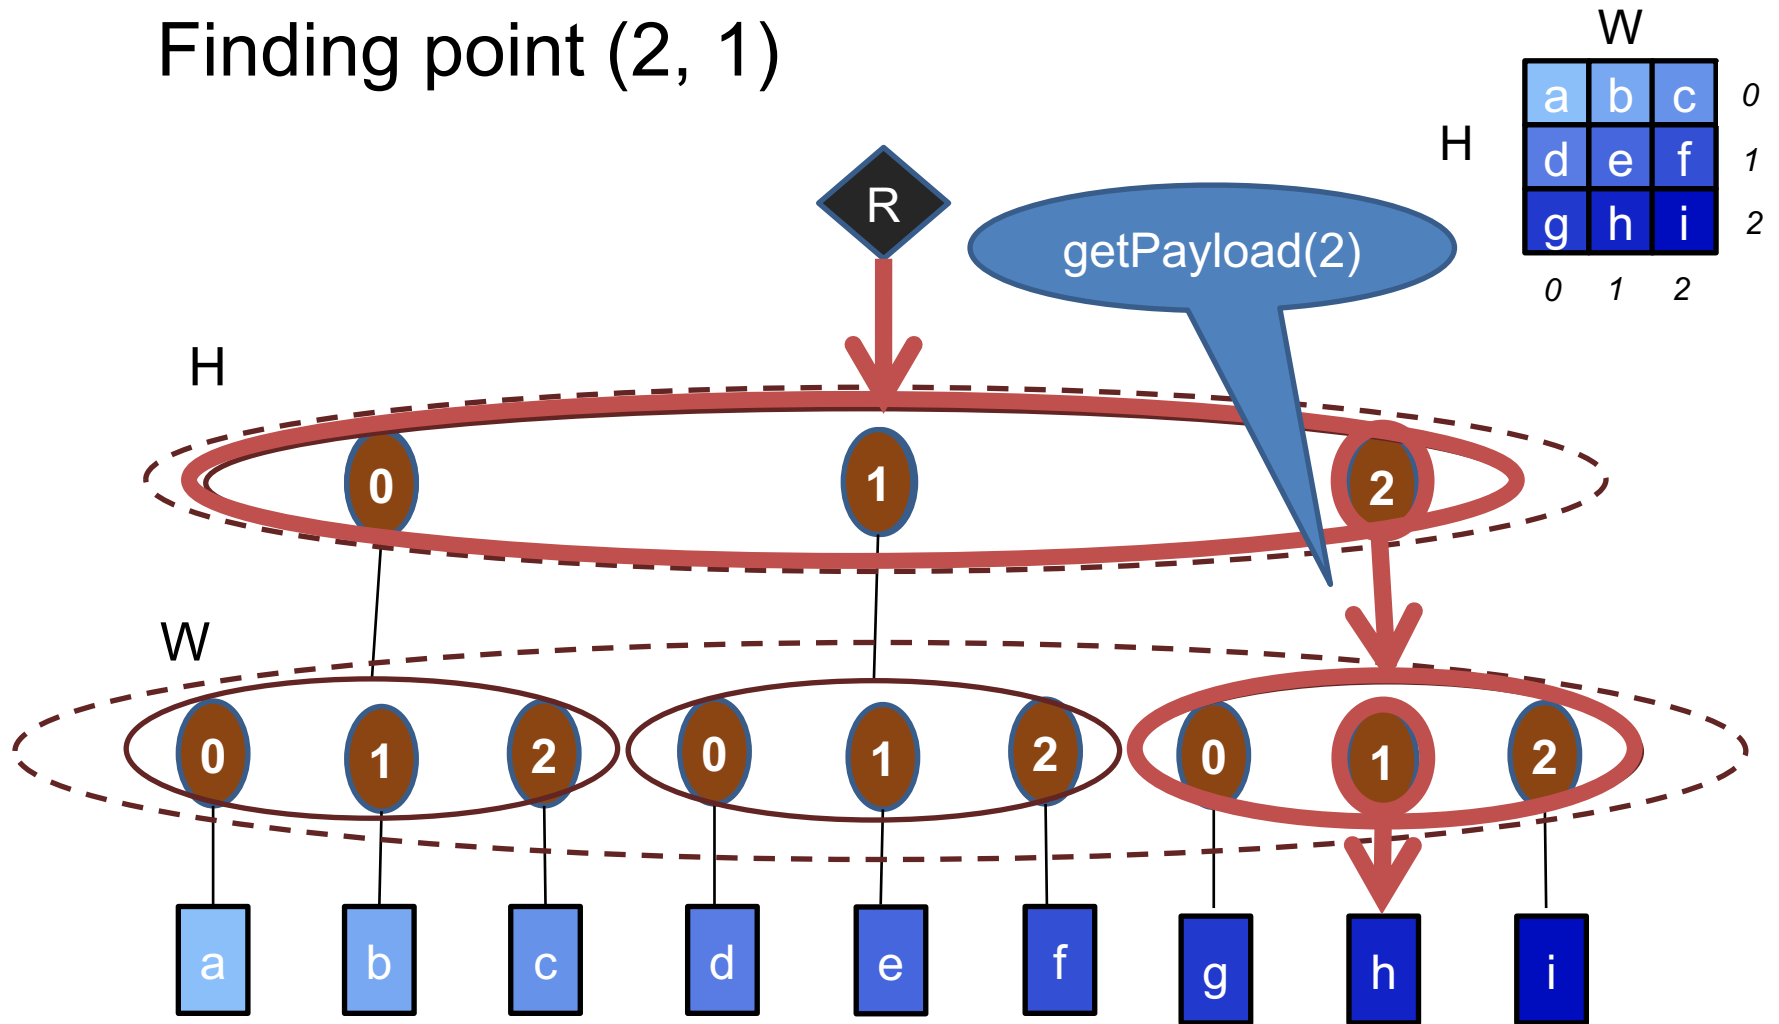 Finding point (2, 1)
W
a b c 0
H
d e f 1
g h i 2
0 1 2
R
getPayload(2)
H
0 1 2
W
0 1 2 0 1 2 0 1 2
a b c d e f g h i